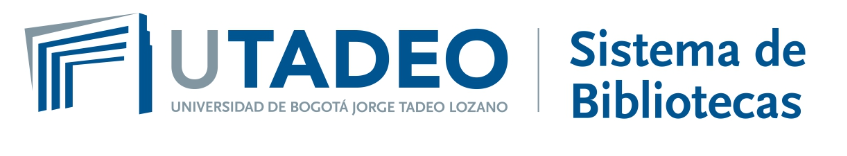 UTADEO
UNIVERSIDAD DE BOGOTÁ JORGE TADEO LOZANO
Sistema de
Bibliotecas